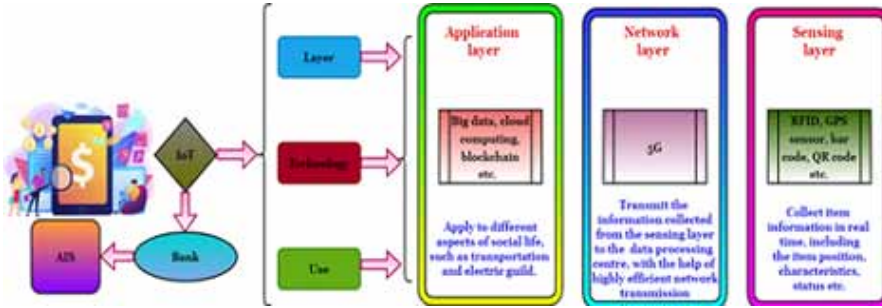 IoT
Bank
AIS
Layer
Technology
Use
Application
layer
Big data, cloud
computing,
blockchain
etc.
Apply to different
aspects of social life,
such as transportation
and electric guild.
Network
layer
5G
Transmit the
information collected
from the sensing layer
to the data processing
centre, with the help of
highly efficient network
transmission
Sensing
layer
RFID, GPS
sensor, bar
code, QR code
etc.
Collect item
information in real
time, including
the item position,
characteristics,
status etc.